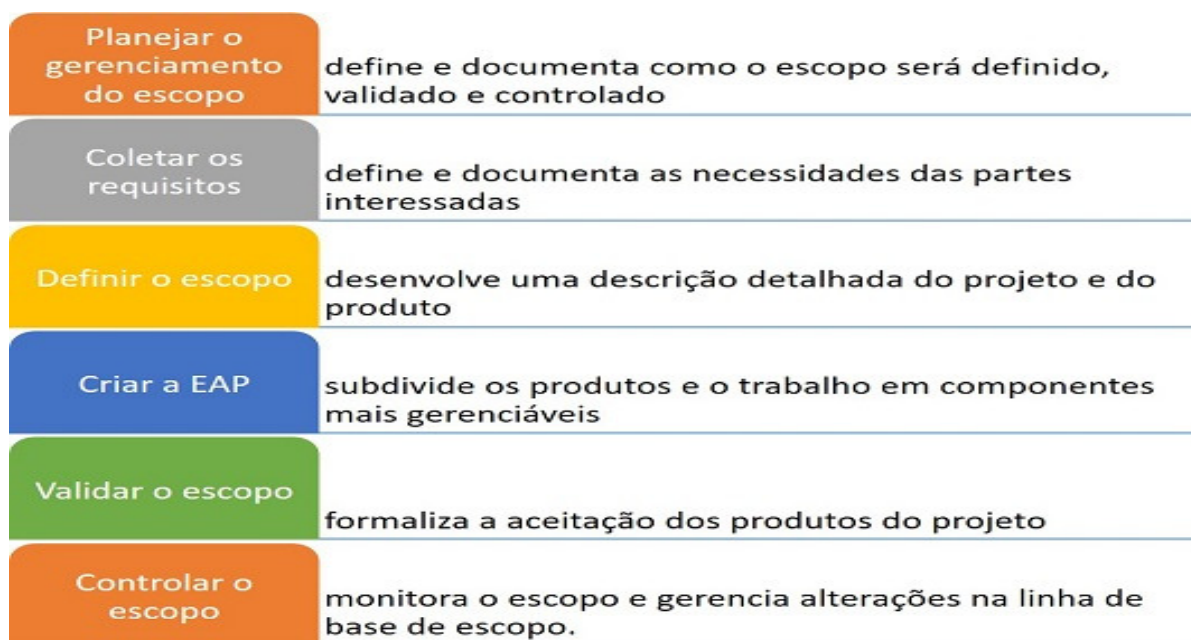 Planejar o
gerenciamento
do escopo
define e documenta como o escopo será definido,
validado e controlado
Coletar os
requisitos
define e documenta as necessidades das partes
interessadas
Definir o escopo
desenvolve uma descrição detalhada do projeto e do
produto
Criar a EAP
subdivide os produtos e o trabalho em componentes
mais gerenciáveis
Validar o escopo
formaliza a aceitação dos produtos do projeto
Controlar o
escopo
monitora o escopo e gerencia alterações na linha de
base de escopo.